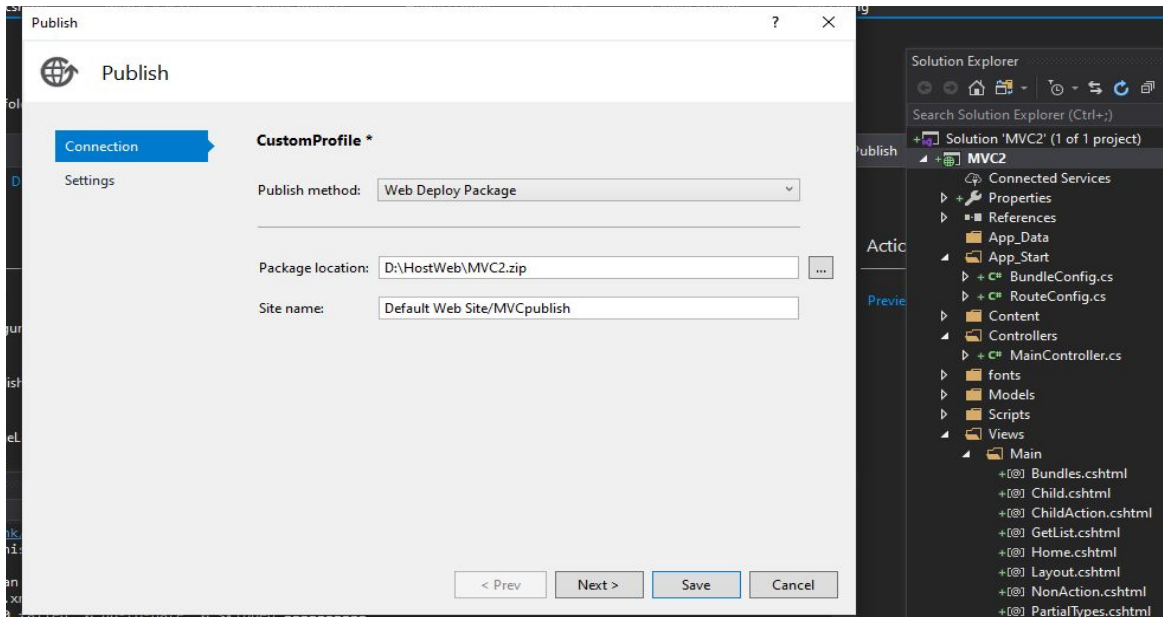 Publish
?
Publish
Connection
Settings
CustomProfile *
Publish method:
Web Deploy Package
Package location:
D:\HostWeb\MVC2.zip
...
Site name:
Default Web Site/MVCpublish
< Prev
Next >
Save
Cancel
Solution Explorer
Search Solution Explorer (Ctrl+;)
Solution 'MVC2' (1 of 1 project)
MVC2
Connected Services
Properties
References
App_Data
App_Start
C# BundleConfig.cs
C# RouteConfig.cs
Content
Controllers
C# MainController.cs
fonts
Models
Scripts
Views
Main
[@] Bundles.cshtml
[@] Child.cshtml
[@] ChildAction.cshtml
[@] GetList.cshtml
[@] Home.cshtml
[@] Layout.cshtml
[@] NonAction.cshtml
[@] PartialTypes.cshtml